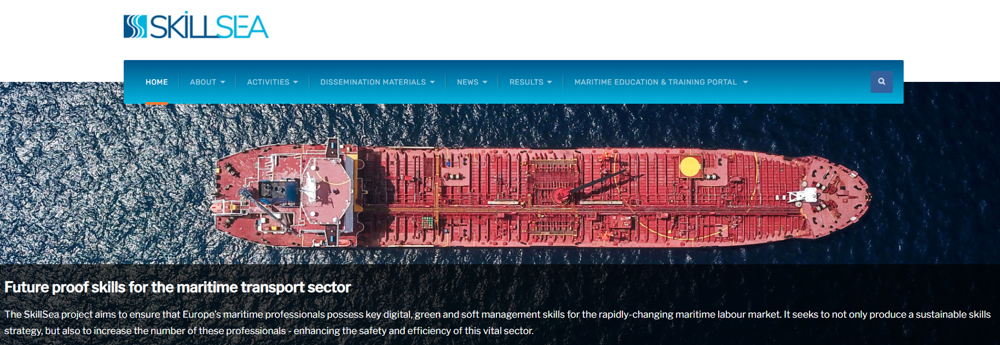 SKILLSEA
HOME ABOUT ACTIVITIES DISSEMINATION MATERIALS NEWS RESULTS MARITIME EDUCATION & TRAINING PORTAL
Future proof skills for the maritime transport sector
The SkillSea project aims to ensure that Europe’s maritime professionals possess key digital, green and soft management skills for the rapidly-changing maritime labour market. It seeks to not only produce a sustainable skills
strategy, but also to increase the number of these professionals - enhancing the safety and efficiency of this vital sector.